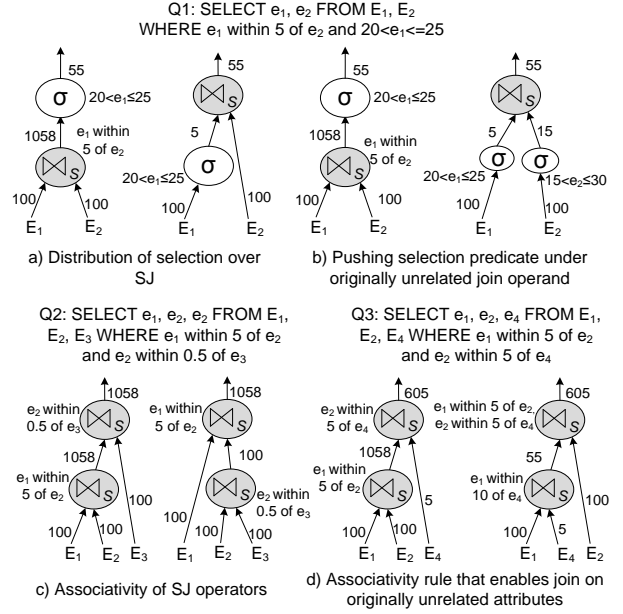 Q1: SELECT e1, e2 FROM E1, E2
WHERE e1 within 5 of e2 and 20<e1<=25
55
σ
20<e1≤25
1058
e1 within
5 of e2
⋈S
100
100
E1
E2
55
⋈S
5
σ
20<e1≤25
100
100
E1
E2
a) Distribution of selection over
SJ
55
σ
20<e1≤25
1058
e1 within
5 of e2
⋈S
100
100
E1
E2
55
⋈S
5
15
σ
σ
20<e1≤25
15<e2≤30
100
100
E1
E2
b) Pushing selection predicate under
originally unrelated join operand
Q2: SELECT e1, e2, e2 FROM E1,
E2, E3 WHERE e1 within 5 of e2
and e2 within 0.5 of e3
1058
e2 within
0.5 of e3
⋈S
1058
e1 within
5 of e2
⋈S
100
100
100
E1
E2
E3
1058
e1 within
5 of e2
⋈S
100
⋈S
e2 within
0.5 of e3
100
100
100
E1
E2
E3
c) Associativity of SJ operators
Q3: SELECT e1, e2, e4 FROM E1,
E2, E4 WHERE e1 within 5 of e2
and e2 within 5 of e4
605
e2 within
5 of e4
⋈S
1058
e1 within
5 of e2
⋈S
100
100
5
E1
E2
E4
605
e1 within 5 of e2,
e2 within 5 of e4
⋈S
55
e1 within
10 of e4
⋈S
100
5
100
E1
E4
E2
d) Associativity rule that enables join on
originally unrelated attributes